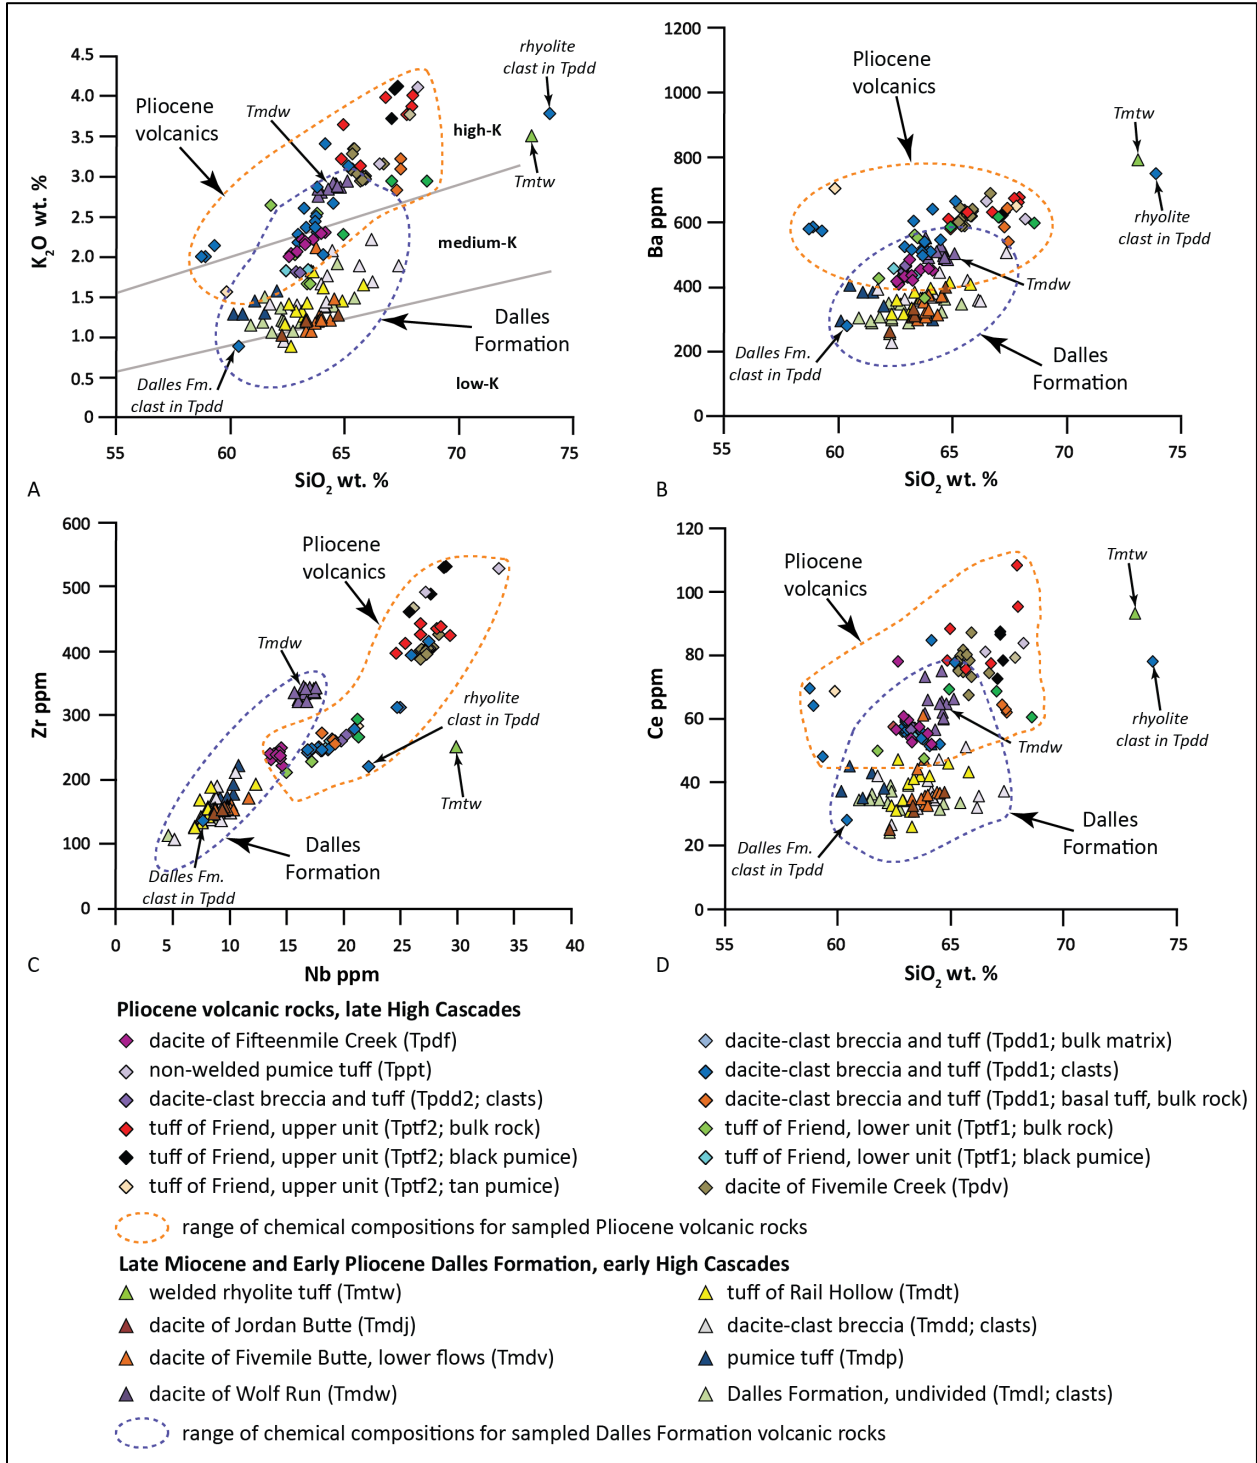 4.5
4.0
3.5
3.0
2.5
2.0
1.5
1.0
0.5
0
K2O wt. %
55
60
65
70
75
SiO2 wt. %
A
Pliocene
volcanics
Tmdw
rhyolite
clast in Tpdd
high-K
Tmtw
medium-K
Dalles
Formation
Dalles Fm.
clast in Tpdd
low-K
1200
1000
800
600
400
200
0
Ba ppm
55
60
65
70
75
SiO2 wt. %
B
Pliocene
volcanics
Tmtw
rhyolite
clast in Tpdd
Tmdw
Dalles Fm.
clast in Tpdd
Dalles
Formation
600
500
400
300
200
100
0
Zr ppm
0
5
10
15
20
25
30
35
40
Nb ppm
C
Pliocene
volcanics
Tmdw
rhyolite
clast in Tpdd
Tmtw
Dalles
Formation
Dalles Fm.
clast in Tpdd
120
100
80
60
40
20
0
Ce ppm
55
60
65
70
75
SiO2 wt. %
D
Pliocene
volcanics
Tmtw
rhyolite
clast in Tpdd
Tmdw
Dalles
Formation
Dalles Fm.
clast in Tpdd
Pliocene volcanic rocks, late High Cascades
dacite of Fifteenmile Creek (Tpdf)
non-welded pumice tuff (Tppt)
dacite-clast breccia and tuff (Tpdd2; clasts)
tuff of Friend, upper unit (Tptf2; bulk rock)
tuff of Friend, upper unit (Tptf2; black pumice)
tuff of Friend, upper unit (Tptf2; tan pumice)
dacite-clast breccia and tuff (Tpdd1; bulk matrix)
dacite-clast breccia and tuff (Tpdd1; clasts)
dacite-clast breccia and tuff (Tpdd1; basal tuff, bulk rock)
tuff of Friend, lower unit (Tptf1; bulk rock)
tuff of Friend, lower unit (Tptf1; black pumice)
dacite of Fivemile Creek (Tpdv)
range of chemical compositions for sampled Pliocene volcanic rocks
Late Miocene and Early Pliocene Dalles Formation, early High Cascades
welded rhyolite tuff (Tmtw)
dacite of Jordan Butte (Tmdj)
dacite of Fivemile Butte, lower flows (Tmdv)
dacite of Wolf Run (Tmdw)
tuff of Rail Hollow (Tmdt)
dacite-clast breccia (Tmdd; clasts)
pumice tuff (Tmdp)
Dalles Formation, undivided (Tmdl; clasts)
range of chemical compositions for sampled Dalles Formation volcanic rocks